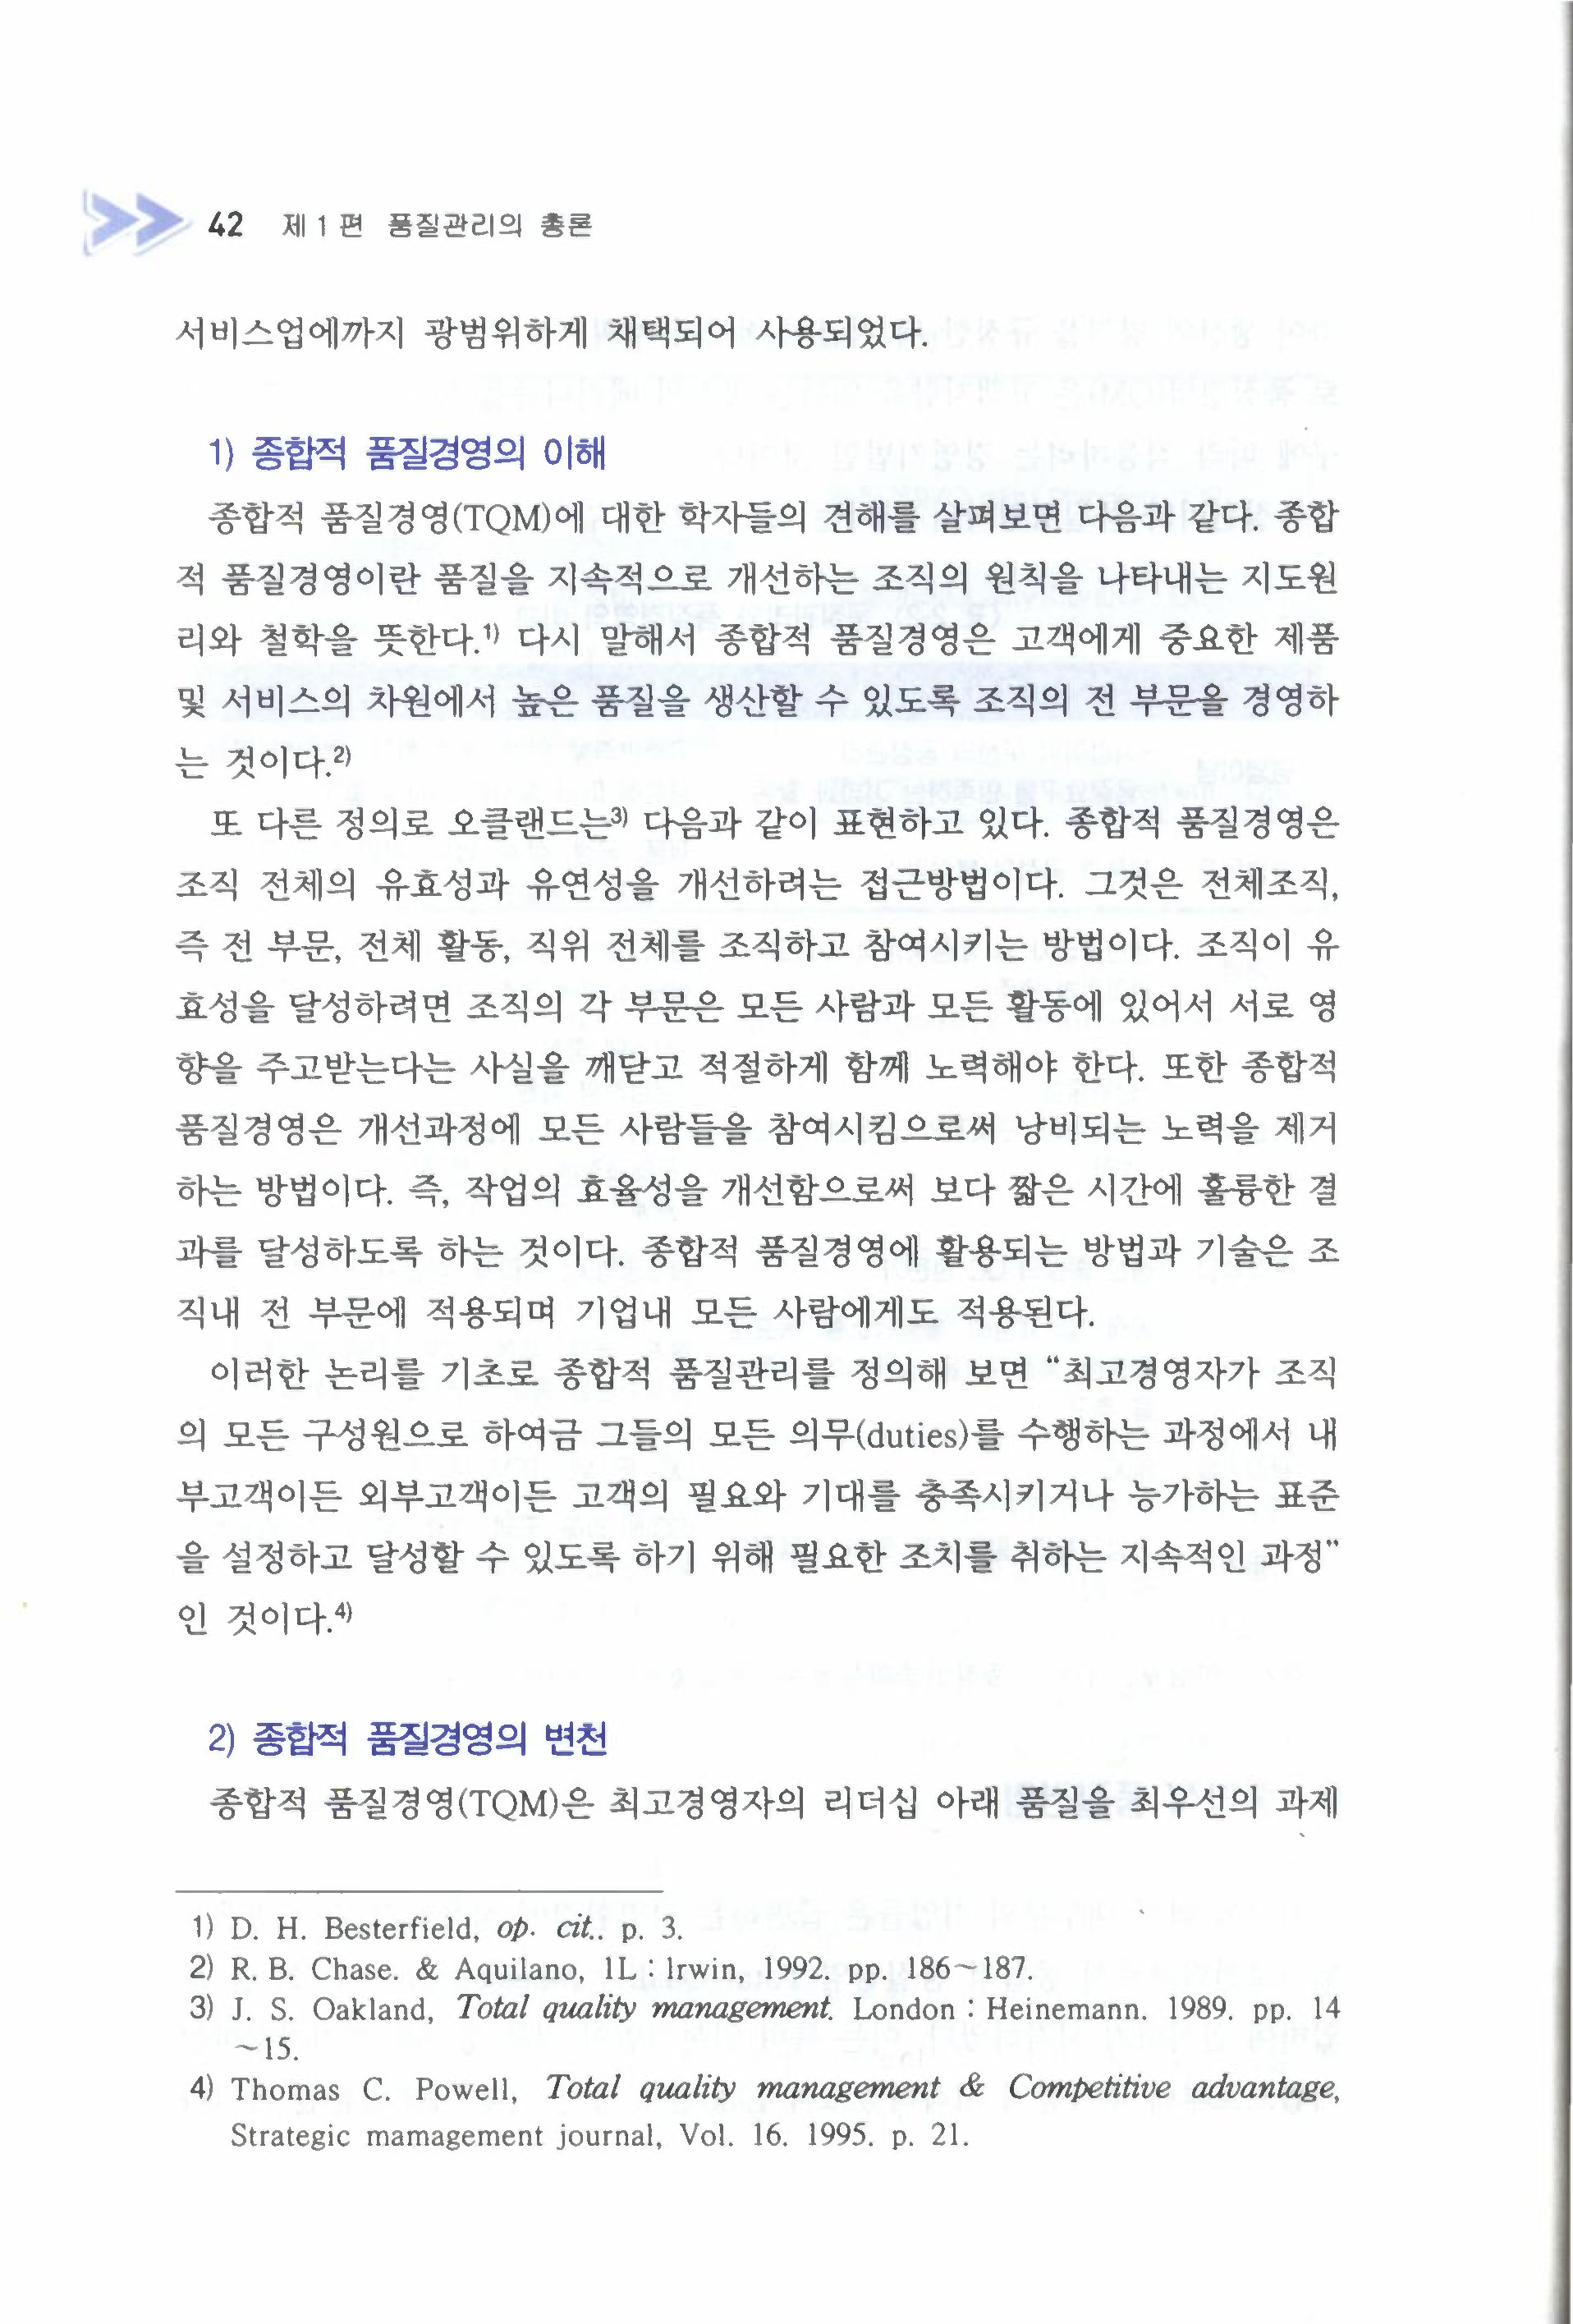 42 제 1 편 품질관리의 총론
서비스업에까지 광범위하게 채택되어 사용되었다.
1) 종합적 품질경영의 이해
종합적 품질경영(TQM)에 대한 학자들의 견해를 살펴보면 다음과 같다. 종합
적 품질경영이란 품질을 지속적으로 개선하는 조직의 원칙을 나타내는 지도원
리와 철학을 뜻한다.1) 다시 말해서 종합적 품질경영은 고객에게 중요한 제품
및 서비스의 차원에서 높은 품질을 생산할 수 있도록 조직의 전 부문을 경영하
는 것이다.2)
또 다른 정의로 오클랜드는3) 다음과 같이 표현하고 있다. 종합적 품질경영은
조직 전체의 유효성과 유연성을 개선하려는 접근방법이다. 그것은 전체조직,
즉 전 부문, 전체 활동, 직위 전체를 조직하고 참여시키는 방법이다. 조직이 유
효성을 달성하려면 조직의 각 부문은 모든 사람과 모든 활동에 있어서 서로 영
향을 주고받는다는 사실을 깨닫고 적절하게 함께 노력해야 한다. 또한 종합적
품질경영은 개선과정에 모든 사람들을 참여시킴으로써 낭비되는 노력을 제거
하는 방법이다. 즉, 작업의 효율성을 개선함으로써 보다 짧은 시간에 훌륭한 결
과를 달성하도록 하는 것이다. 종합적 품질경영에 활용되는 방법과 기술은 조
직내 전 부문에 적용되며 기업내 모든 사람에게도 적용된다.
이러한 논리를 기초로 종합적 품질관리를 정의해 보면 “최고경영자가 조직
의 모든 구성원으로 하여금 그들의 모든 의무(duties)를 수행하는 과정에서 내
부고객이든 외부고객이든 고객의 필요와 기대를 충족시키거나 능가하는 표준
을 설정하고 달성할 수 있도록 하기 위해 필요한 조치를 취하는 지속적인 과정”
인 것이다.4)
2) 종합적 품질경영의 변천
종합적 품질경영(TQM)은 최고경영자의 리더십 아래 품질을 최우선의 과제
1) D. H. Besterfield, op. cit.. p. 3.
2) R. B. Chase. & Aquilano, 1L : lrwin, 1992. pp. 186~187.
3) J. S. Oakland, Total quality management. London : Heinemann. 1989. pp. 14
~15.
4) Thomas C. Powell, Total quality management & Competitive advantage,
Strategic mamagement journal, Vol. 16. 1995. p. 21.